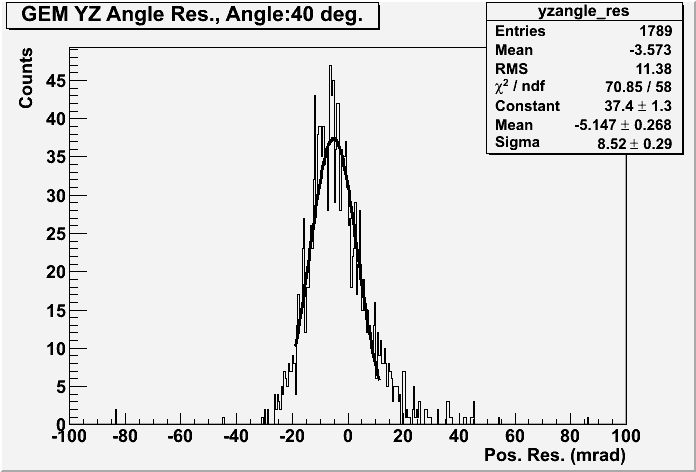 GEM YZ Angle Res., Angle:40 deg.
yzangle_res
Entries 1789
Mean -3.573
RMS 11.38
χ² / ndf 70.85 / 58
Constant 37.4 ± 1.3
Mean -5.147 ± 0.268
Sigma 8.52 ± 0.29
Counts
45
40
35
30
25
20
15
10
5
0
-100 -80 -60 -40 -20 0 20 40 60 80 100
Pos. Res. (mrad)